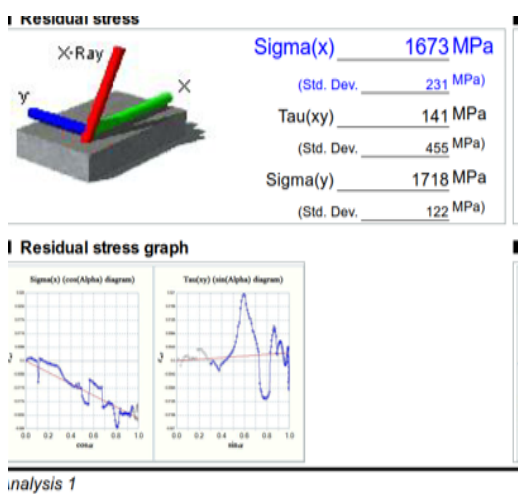 Residual stress
X-Ray
y
X
Sigma(x) 1673 MPa
(Std. Dev. 231 MPa)
Tau(xy) 141 MPa
(Std. Dev. 455 MPa)
Sigma(y) 1718 MPa
(Std. Dev. 122 MPa)
Residual stress graph
Sigma(x) (cos(Alpha) diagram)
Tau(xy) (sin(Alpha) diagram)
0.0 0.2 0.4 0.6 0.8 1.0
cosα
0.0 0.2 0.4 0.6 0.8 1.0
sinα
Analysis 1